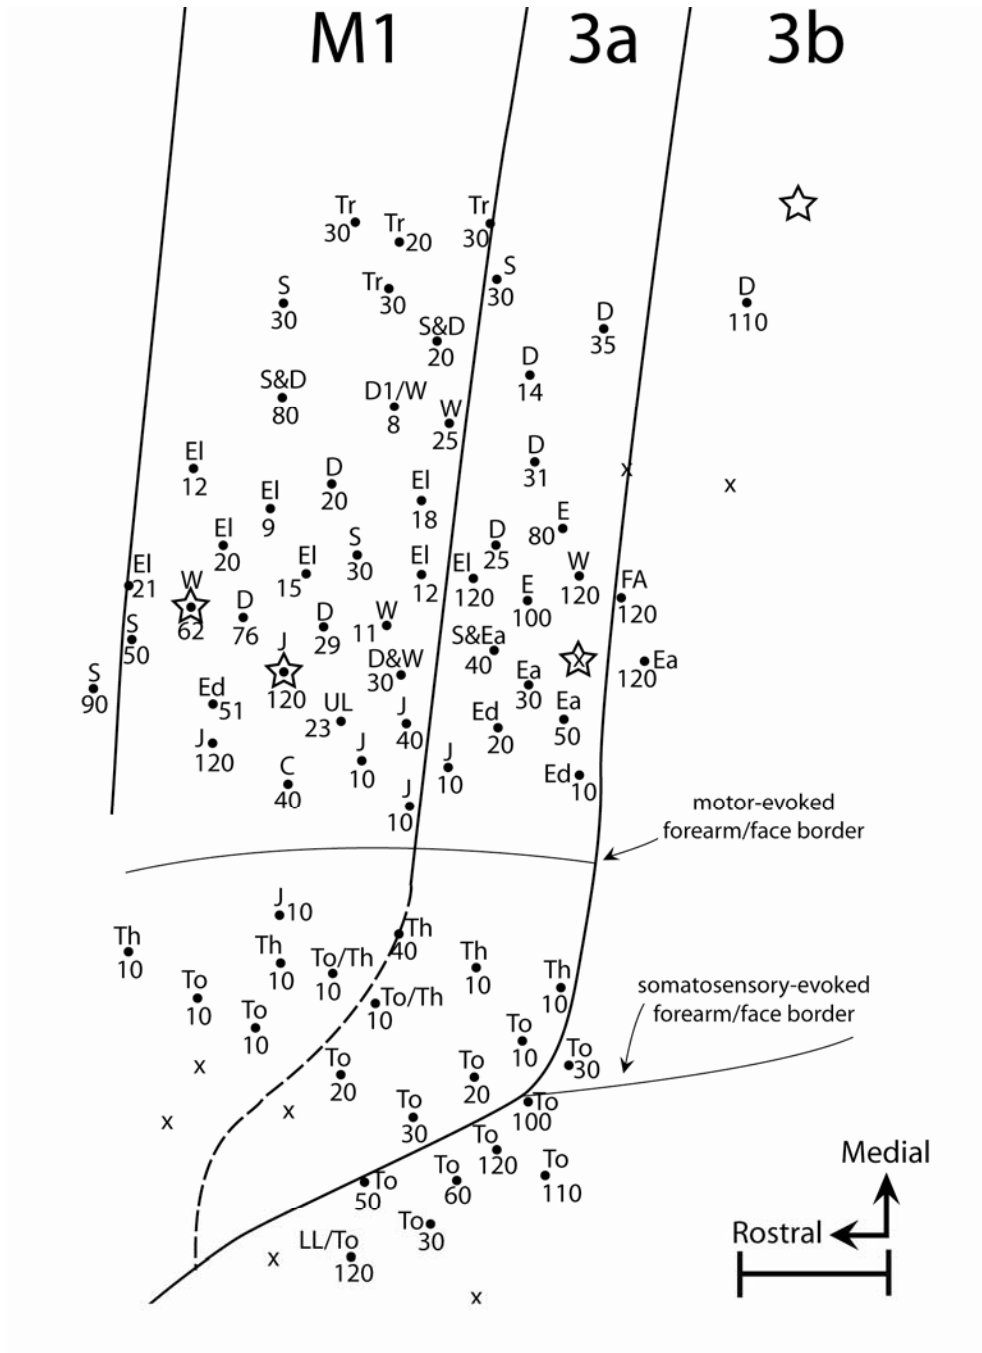 M1 3a 3b
Tr
30
Tr
20
Tr
30
S
30
Tr
30
S
30
D
110
S&D
20
D
35
S&D
80
D1/W
8
D
14
W
25
El
12
D
20
D
31
x
x
El
9
El
18
E
80
El
20
S
30
D
25
El
21
El
15
El
12
El
120
W
120
W
62
D
76
D
29
W
11
E
100
FA
120
S
50
J
120
D&W
30
S&Ea
40
x
Ea
120
S
90
Ed
51
UL
23
J
40
Ea
30
Ea
50
J
120
J
10
Ed
20
C
40
J
10
J
10
Ed
10
motor-evoked
forearm/face border
J
10
Th
10
Th
10
To/Th
10
Th
40
Th
10
Th
10
To
10
To
10
To/Th
10
somatosensory-evoked
forearm/face border
To
10
To
30
x
To
20
To
20
x
x
To
30
To
100
To
120
To
50
To
60
To
110
To
30
x
LL/To
120
x
Medial
Rostral